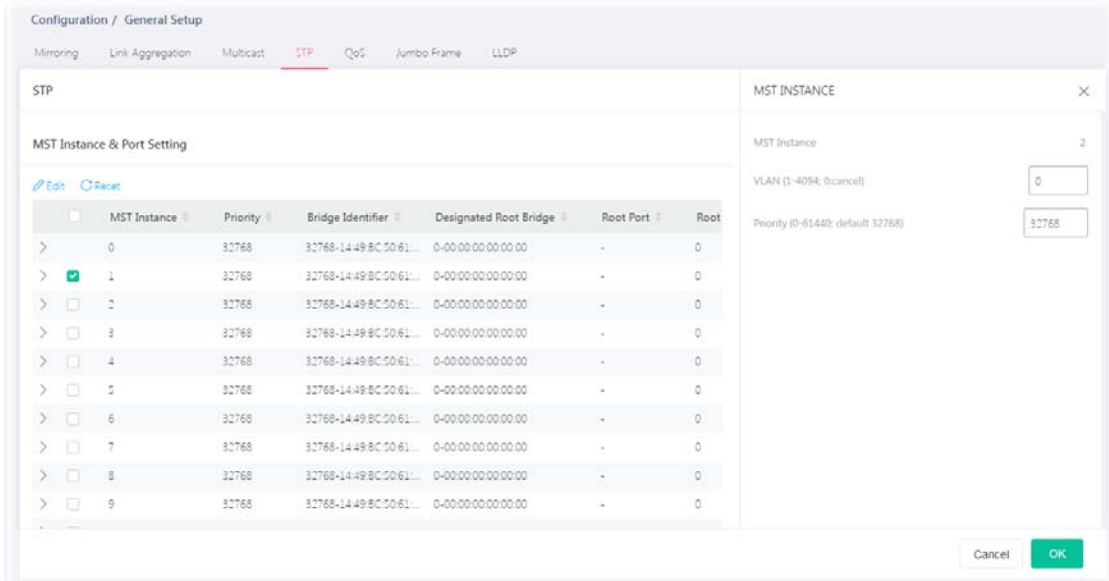 Configuration / General Setup
Mirroring Link Aggregation Multicast STP QoS Jumbo Frame LLDP
STP
MST Instance & Port Setting
Edit Reset
MST Instance Priority Bridge Identifier Designated Root Bridge Root Port Root
0 32768 32768-14:49:BC:50:61:... 0-00:00:00:00:00:00 - 0
1 32768 32768-14:49:BC:50:61:... 0-00:00:00:00:00:00 - 0
2 32768 32768-14:49:BC:50:61:... 0-00:00:00:00:00:00 - 0
3 32768 32768-14:49:BC:50:61:... 0-00:00:00:00:00:00 - 0
4 32768 32768-14:49:BC:50:61:... 0-00:00:00:00:00:00 - 0
5 32768 32768-14:49:BC:50:61:... 0-00:00:00:00:00:00 - 0
6 32768 32768-14:49:BC:50:61:... 0-00:00:00:00:00:00 - 0
7 32768 32768-14:49:BC:50:61:... 0-00:00:00:00:00:00 - 0
8 32768 32768-14:49:BC:50:61:... 0-00:00:00:00:00:00 - 0
9 32768 32768-14:49:BC:50:61:... 0-00:00:00:00:00:00 - 0
MST INSTANCE
MST Instance 2
VLAN (1-4094; 0:cancel) 0
Priority (0-61440; default 32768) 32768
Cancel OK